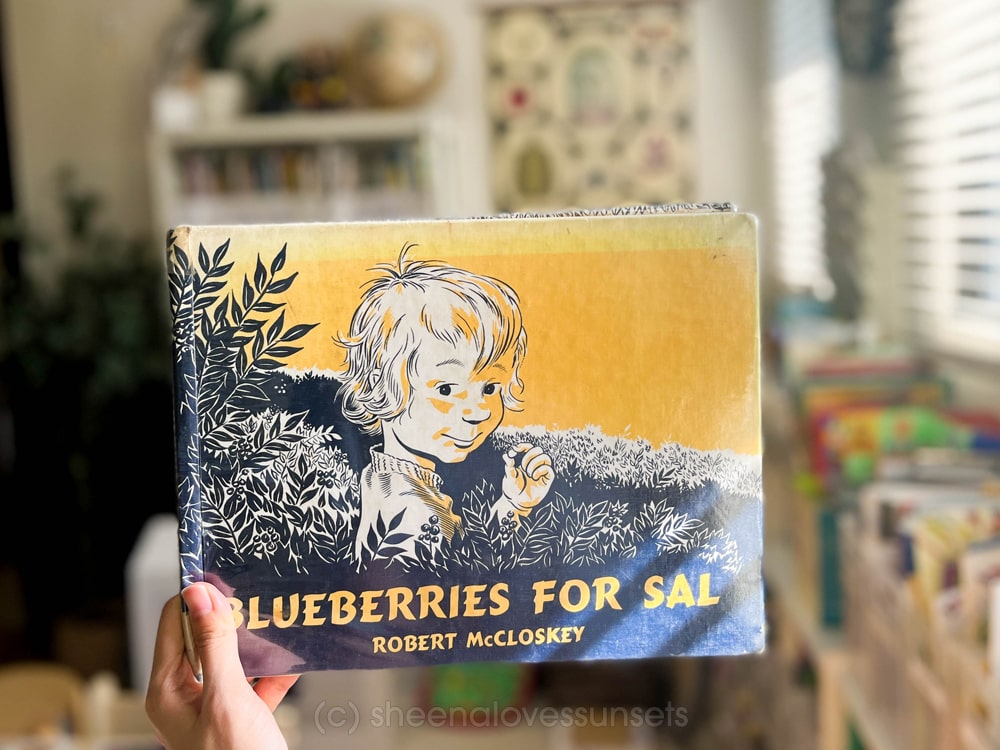 BLUEBERRIES FOR SAL
ROBERT McCLOSKEY
(c) sheenalovessunsets